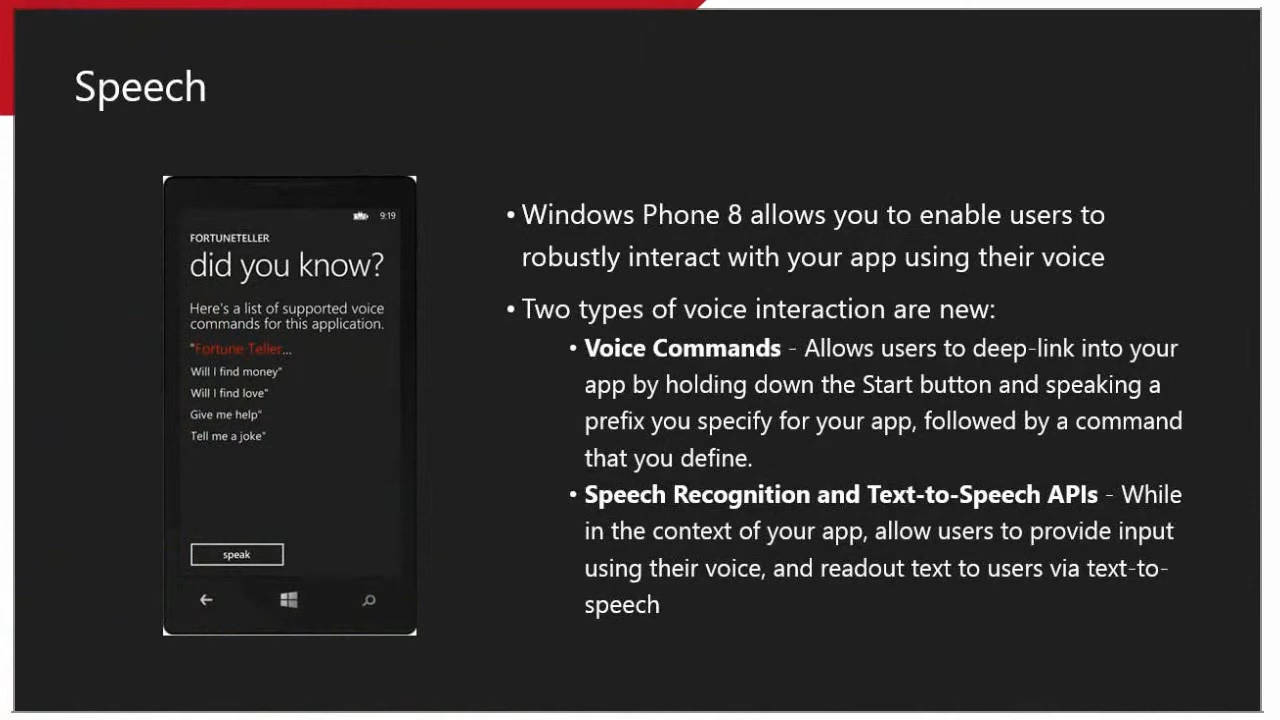 Speech
9:19
FORTUNETELLER
did you know?
Here's a list of supported voice
commands for this application.
"Fortune Teller...
Will I find money"
Will I find love"
Give me help"
Tell me a joke"
speak
• Windows Phone 8 allows you to enable users to
robustly interact with your app using their voice
• Two types of voice interaction are new:
• Voice Commands - Allows users to deep-link into your
app by holding down the Start button and speaking a
prefix you specify for your app, followed by a command
that you define.
• Speech Recognition and Text-to-Speech APIs - While
in the context of your app, allow users to provide input
using their voice, and readout text to users via text-to-
speech